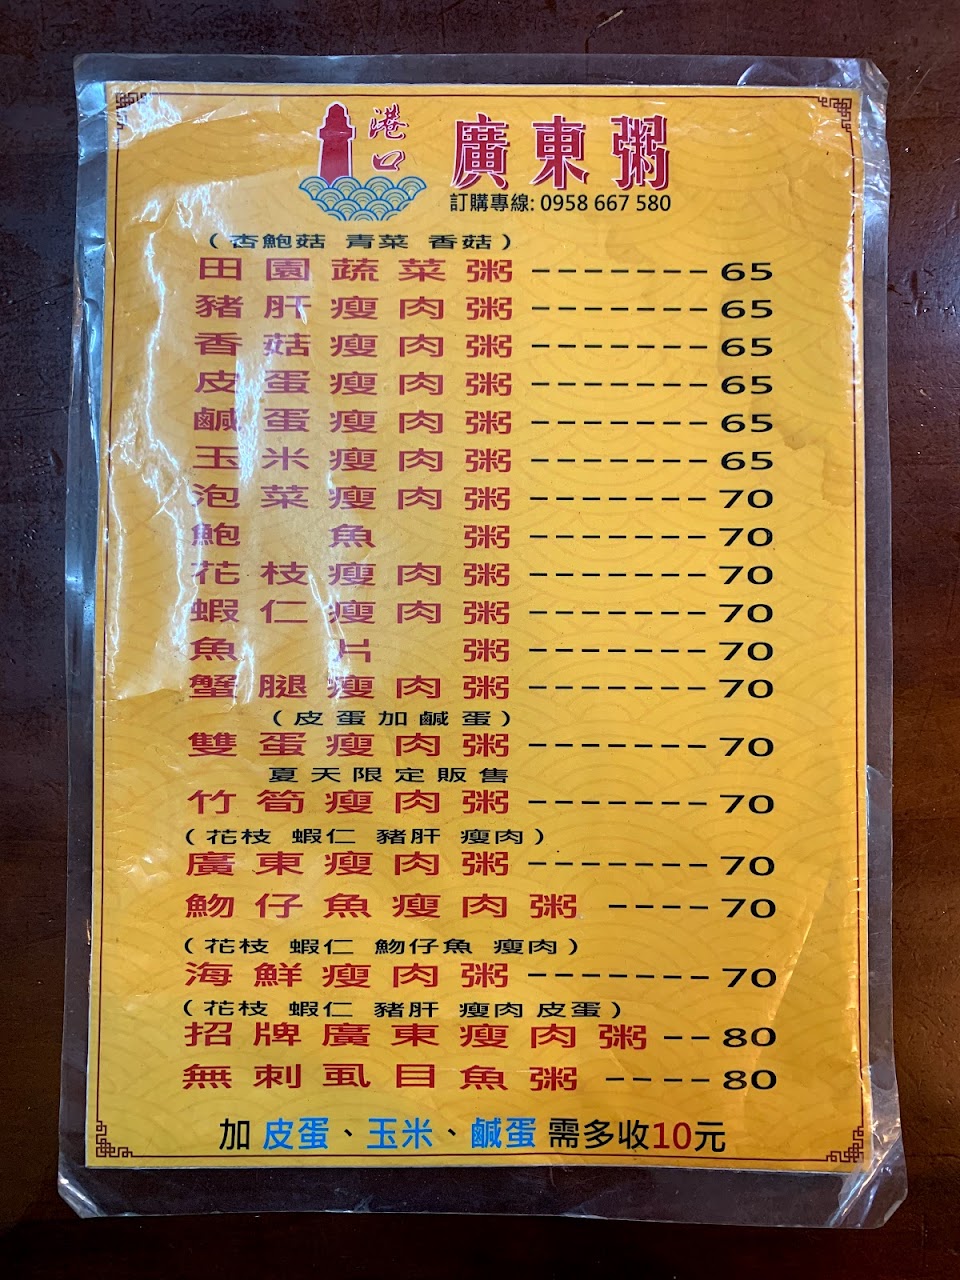 港口 廣東粥
訂購專線: 0958 667 580
(杏鮑菇 青菜 香菇)
田園蔬菜粥-------65
豬肝瘦肉粥-------65
香菇瘦肉粥-------65
皮蛋瘦肉粥-------65
鹹蛋瘦肉粥-------65
玉米瘦肉粥-------65
泡菜瘦肉粥-------70
鮑魚粥-------70
花枝瘦肉粥-------70
蝦仁瘦肉粥-------70
魚片粥-------70
蟹腿瘦肉粥-------70
(皮蛋加鹹蛋)
雙蛋瘦肉粥-------70
夏天限定販售
竹筍瘦肉粥-------70
(花枝 蝦仁 豬肝 瘦肉)
廣東瘦肉粥-------70
魩仔魚瘦肉粥----70
(花枝 蝦仁 魩仔魚 瘦肉)
海鮮瘦肉粥-------70
(花枝 蝦仁 豬肝 瘦肉 皮蛋)
招牌廣東瘦肉粥--80
無刺虱目魚粥----80
加 皮蛋、玉米、鹹蛋 需多收10元